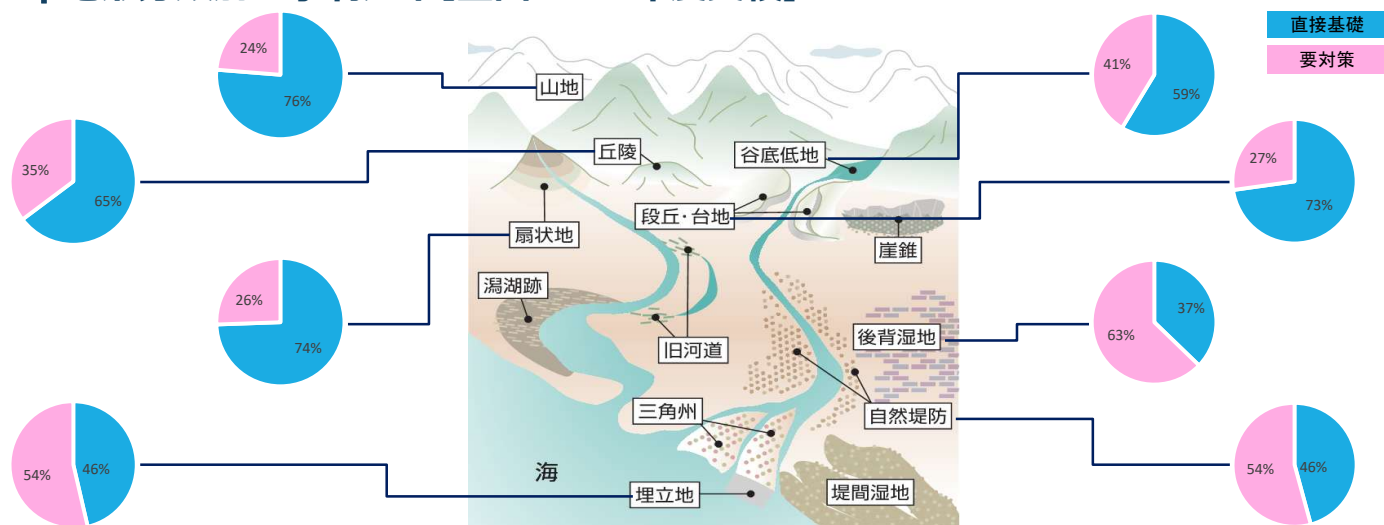 直接基礎
要対策
24%
76%
山地
41%
59%
35%
65%
丘陵
谷底低地
27%
73%
段丘・台地
扇状地
崖錐
26%
74%
潟湖跡
旧河道
後背湿地
37%
63%
三角州
自然堤防
54%
46%
海
埋立地
堤間湿地
54%
46%